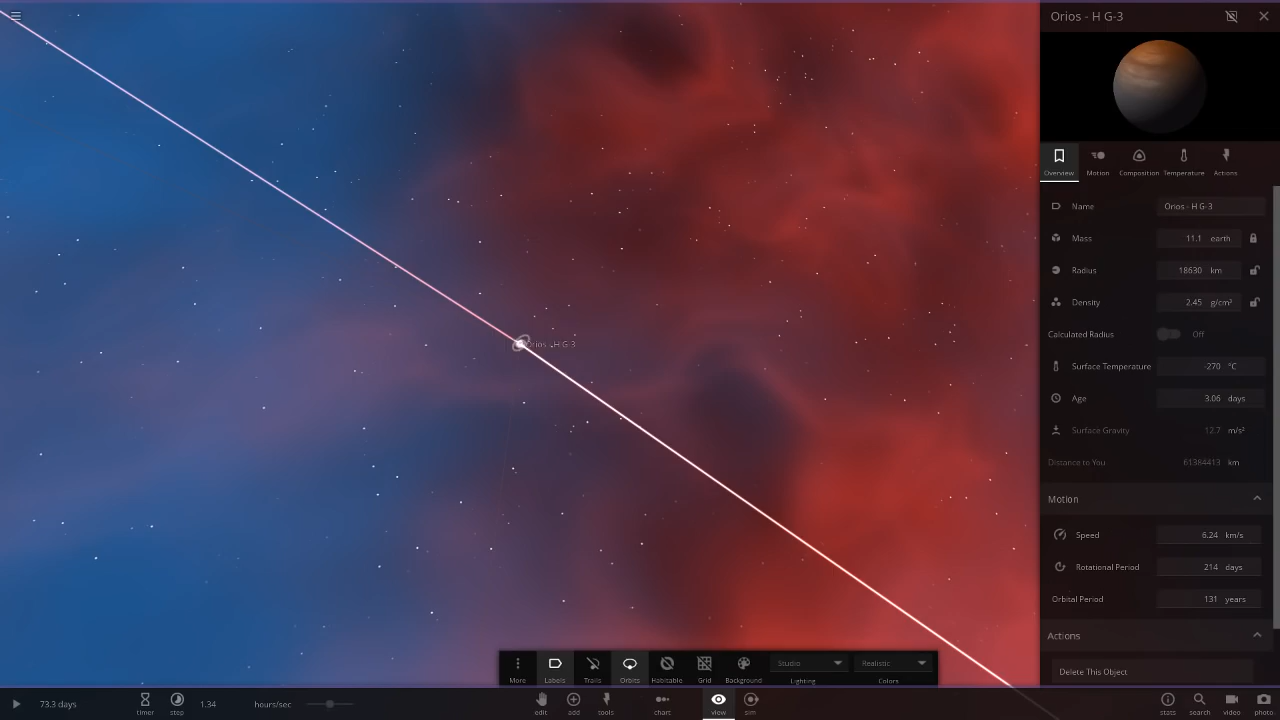 Orios - H G-3
Overview
Motion
Composition
Temperature
Actions
Name
Orios - H G-3
Mass
11.1 earth
Radius
18630 km
Density
2.45 g/cm³
Calculated Radius
Off
Surface Temperature
-270 °C
Age
3.06 days
Surface Gravity
12.7 m/s²
Distance to You
61384413 km
Motion
Speed
6.24 km/s
Rotational Period
214 days
Orbital Period
131 years
Actions
Delete This Object
Orios - H G-3
More
Labels
Trails
Orbits
Habitable
Grid
Background
Studio
Lighting
Realistic
Colors
73.3 days
timer
step
1.34
hours/sec
edit
add
tools
chart
view
sim
stats
search
video
photo